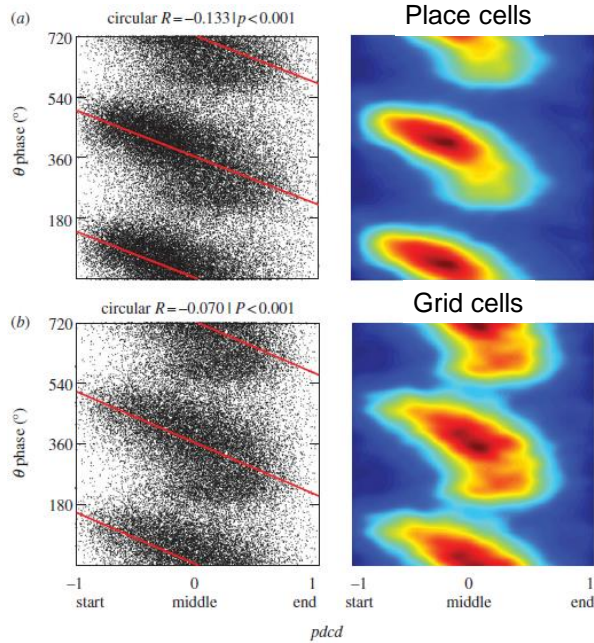 (a) circular R=−0.133 | p<0.001
Place cells
720
540
360
180
θ phase (°)
(b) circular R=−0.070 | P<0.001
Grid cells
720
540
360
180
θ phase (°)
−1 0 1 −1 0 1
start middle end start middle end
pdcd